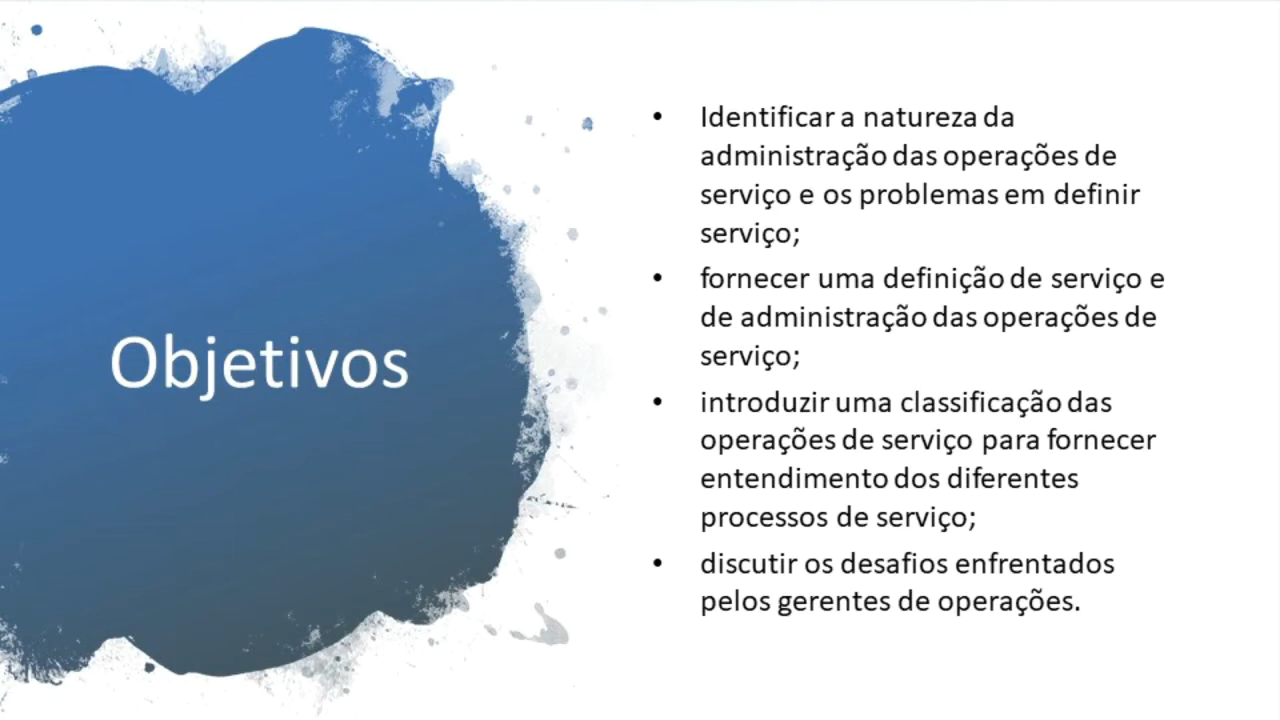 Objetivos
• Identificar a natureza da
administração das operações de
serviço e os problemas em definir
serviço;
• fornecer uma definição de serviço e
de administração das operações de
serviço;
• introduzir uma classificação das
operações de serviço para fornecer
entendimento dos diferentes
processos de serviço;
• discutir os desafios enfrentados
pelos gerentes de operações.